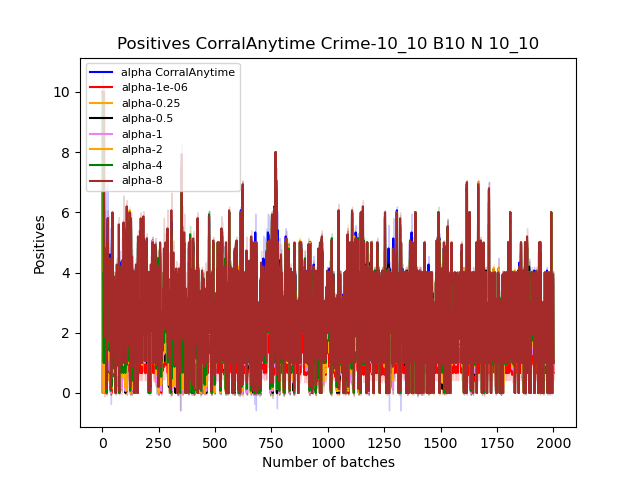 Positives CorralAnytime Crime-10_10 B10 N 10_10
alpha CorralAnytime
alpha-1e-06
alpha-0.25
alpha-0.5
alpha-1
alpha-2
alpha-4
alpha-8
Positives
10
8
6
4
2
0
0 250 500 750 1000 1250 1500 1750 2000
Number of batches